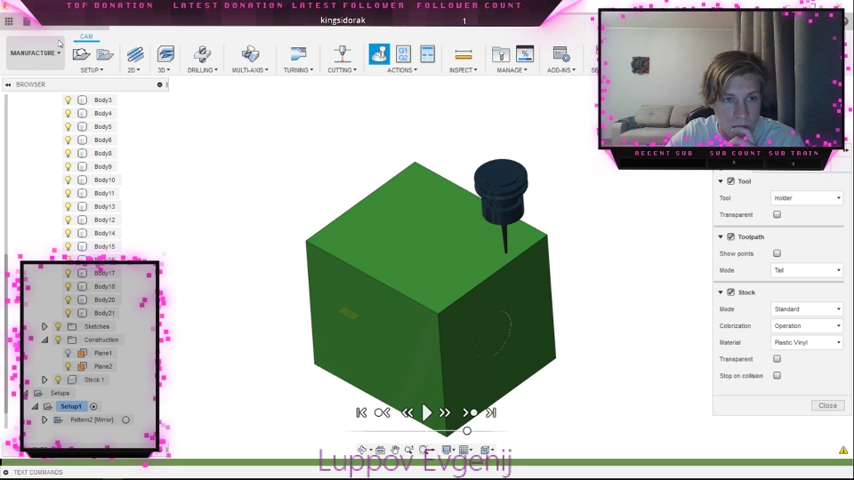 TOP DONATION LATEST DONATION LATEST FOLLOWER FOLLOWER COUNT
kingsidorak
1
MANUFACTURE
CAM
SETUP
2D
3D
DRILLING
MULTI-AXIS
TURNING
CUTTING
ACTIONS
INSPECT
MANAGE
ADD-INS
G1
G2
BROWSER
Body3
Body4
Body5
Body6
Body8
Body9
Body10
Body11
Body13
Body12
Body14
Body15
Body17
Body18
Body20
Body21
Sketches
Construction
Plane1
Plane2
Stock:1
Setups
Setup1
Pattern2 [Mirror]
TEXT COMMANDS
RECENT SUB SUB COUNT SUB TRAIN
Tool
Tool Holder
Transparent
Toolpath
Show points
Mode Tail
Stock
Mode Standard
Colorization Operation
Material Plastic Vinyl
Transparent
Stop on collision
Close
Luppov Evgenij